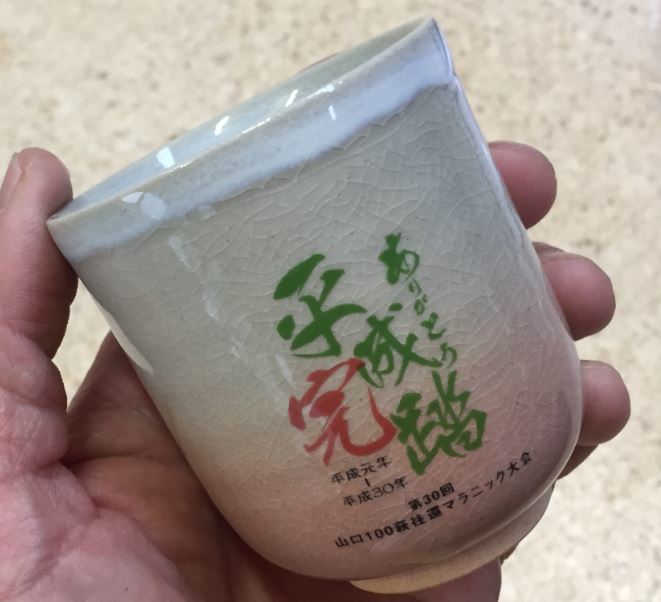 ありがとう
平成
完踏
平成元年
-
平成30年
第30回
山口100萩往還マラニック大会